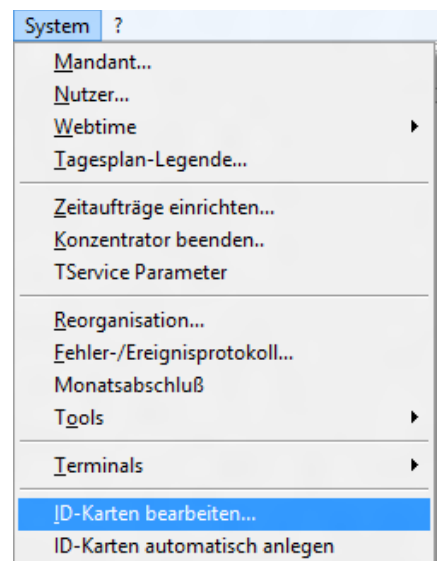 System ?
Mandant...
Nutzer...
Webtime
Tagesplan-Legende...
Zeitaufträge einrichten...
Konzentrator beenden..
TService Parameter
Reorganisation...
Fehler-/Ereignisprotokoll...
Monatsabschluß
Tools
Terminals
ID-Karten bearbeiten...
ID-Karten automatisch anlegen